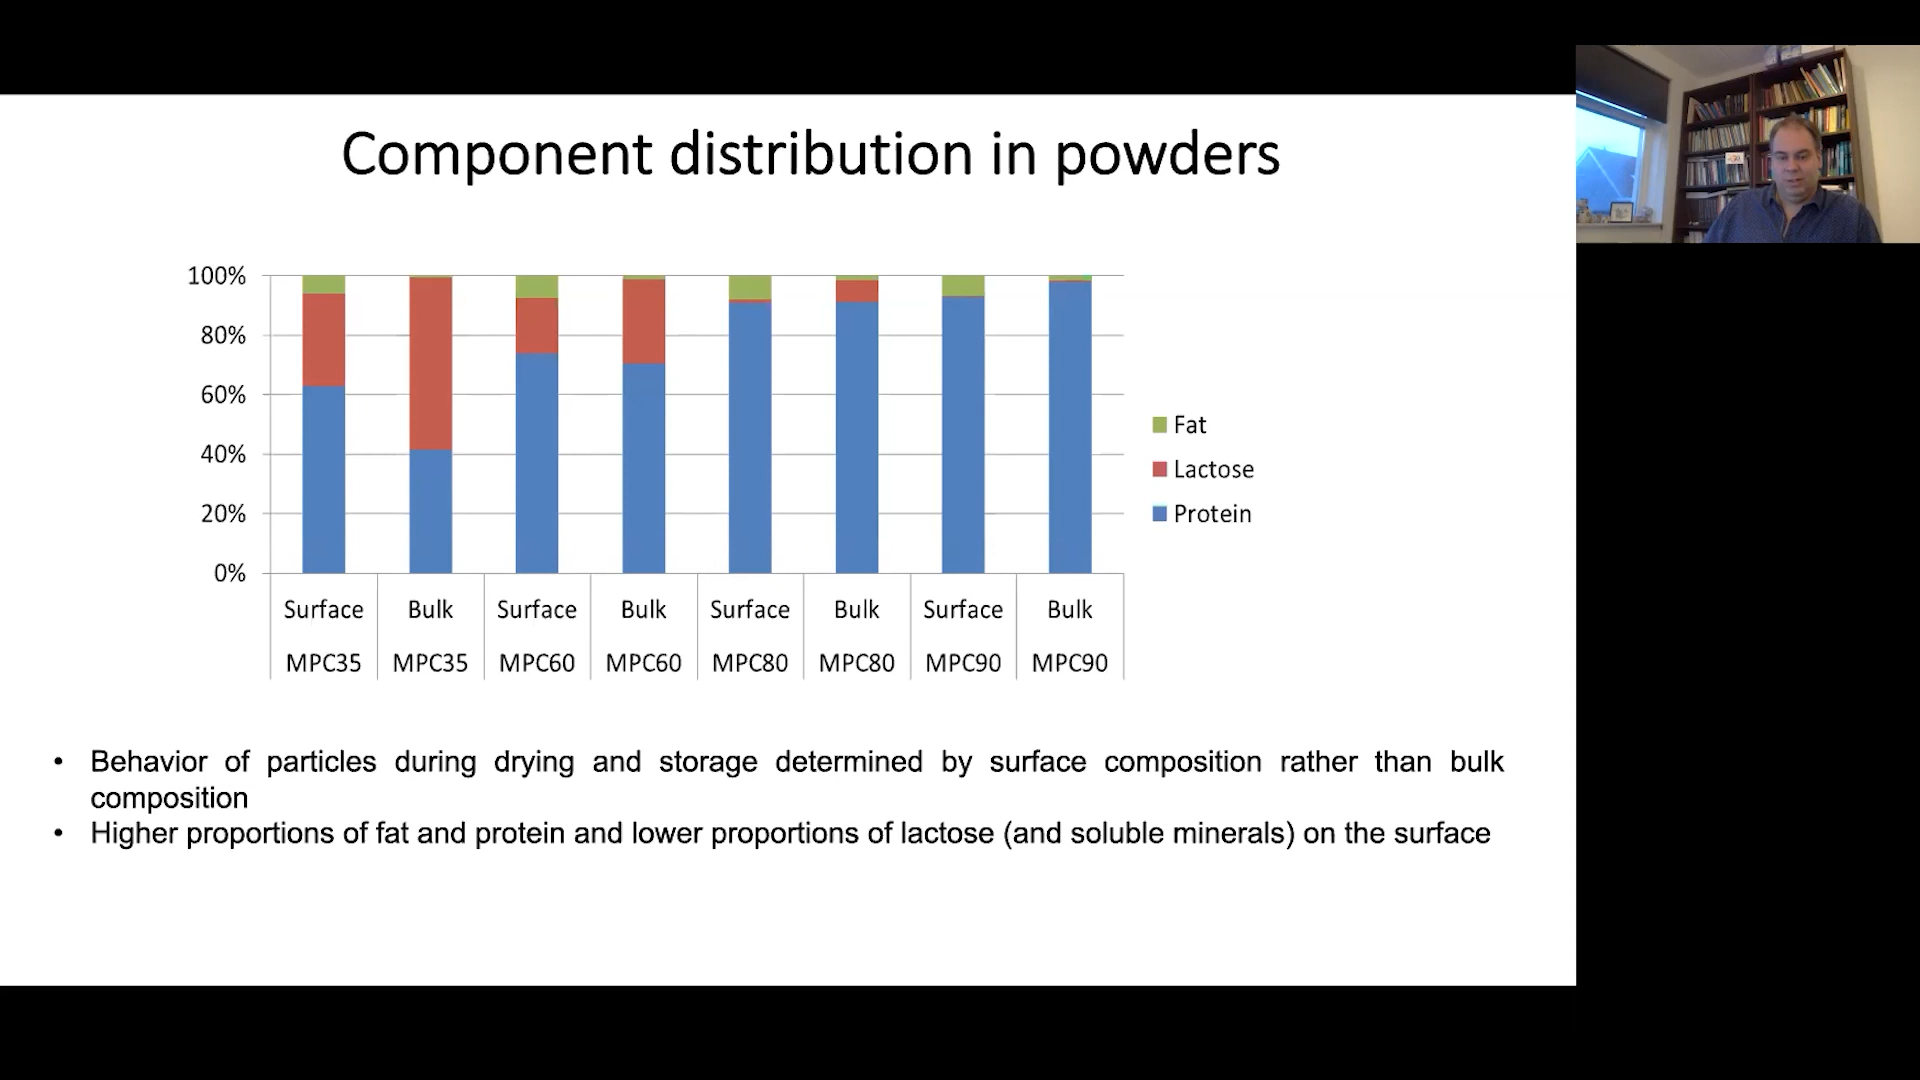 Component distribution in powders
100%
80%
60%
40%
20%
0%
Surface Bulk Surface Bulk Surface Bulk Surface Bulk
MPC35 MPC35 MPC60 MPC60 MPC80 MPC80 MPC90 MPC90
Fat
Lactose
Protein
• Behavior of particles during drying and storage determined by surface composition rather than bulk
composition
• Higher proportions of fat and protein and lower proportions of lactose (and soluble minerals) on the surface